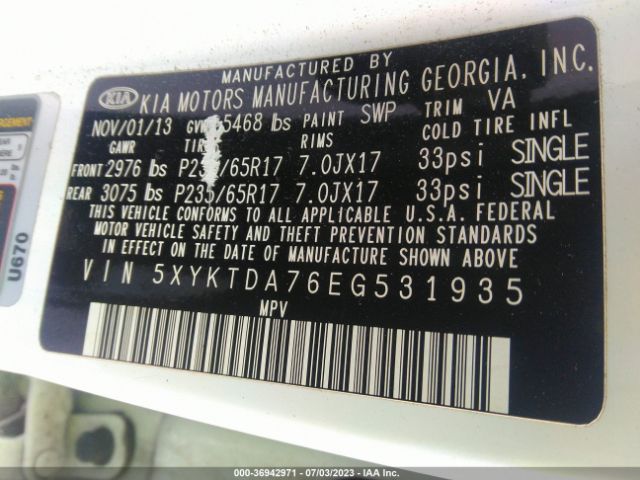 MANUFACTURED BY
KIA KIA MOTORS MANUFACTURING GEORGIA, INC.
NOV/01/13 5468 lbs PAINT SWP TRIM VA
GAWR RIMS COLD TIRE INFL
FRONT 2976 lbs /65R17 7.0JX17 33psi SINGLE
REAR 3075 lbs P235/65R17 7.0JX17 33psi SINGLE
THIS VEHICLE CONFORMS TO ALL APPLICABLE U.S.A. FEDERAL
MOTOR VEHICLE SAFETY AND THEFT PREVENTION STANDARDS
IN EFFECT ON THE DATE OF MANUFACTURE SHOWN ABOVE
VIN 5XYKTDA76EG531935
MPV
U670
000-36942971 - 07/03/2023 - IAA Inc.